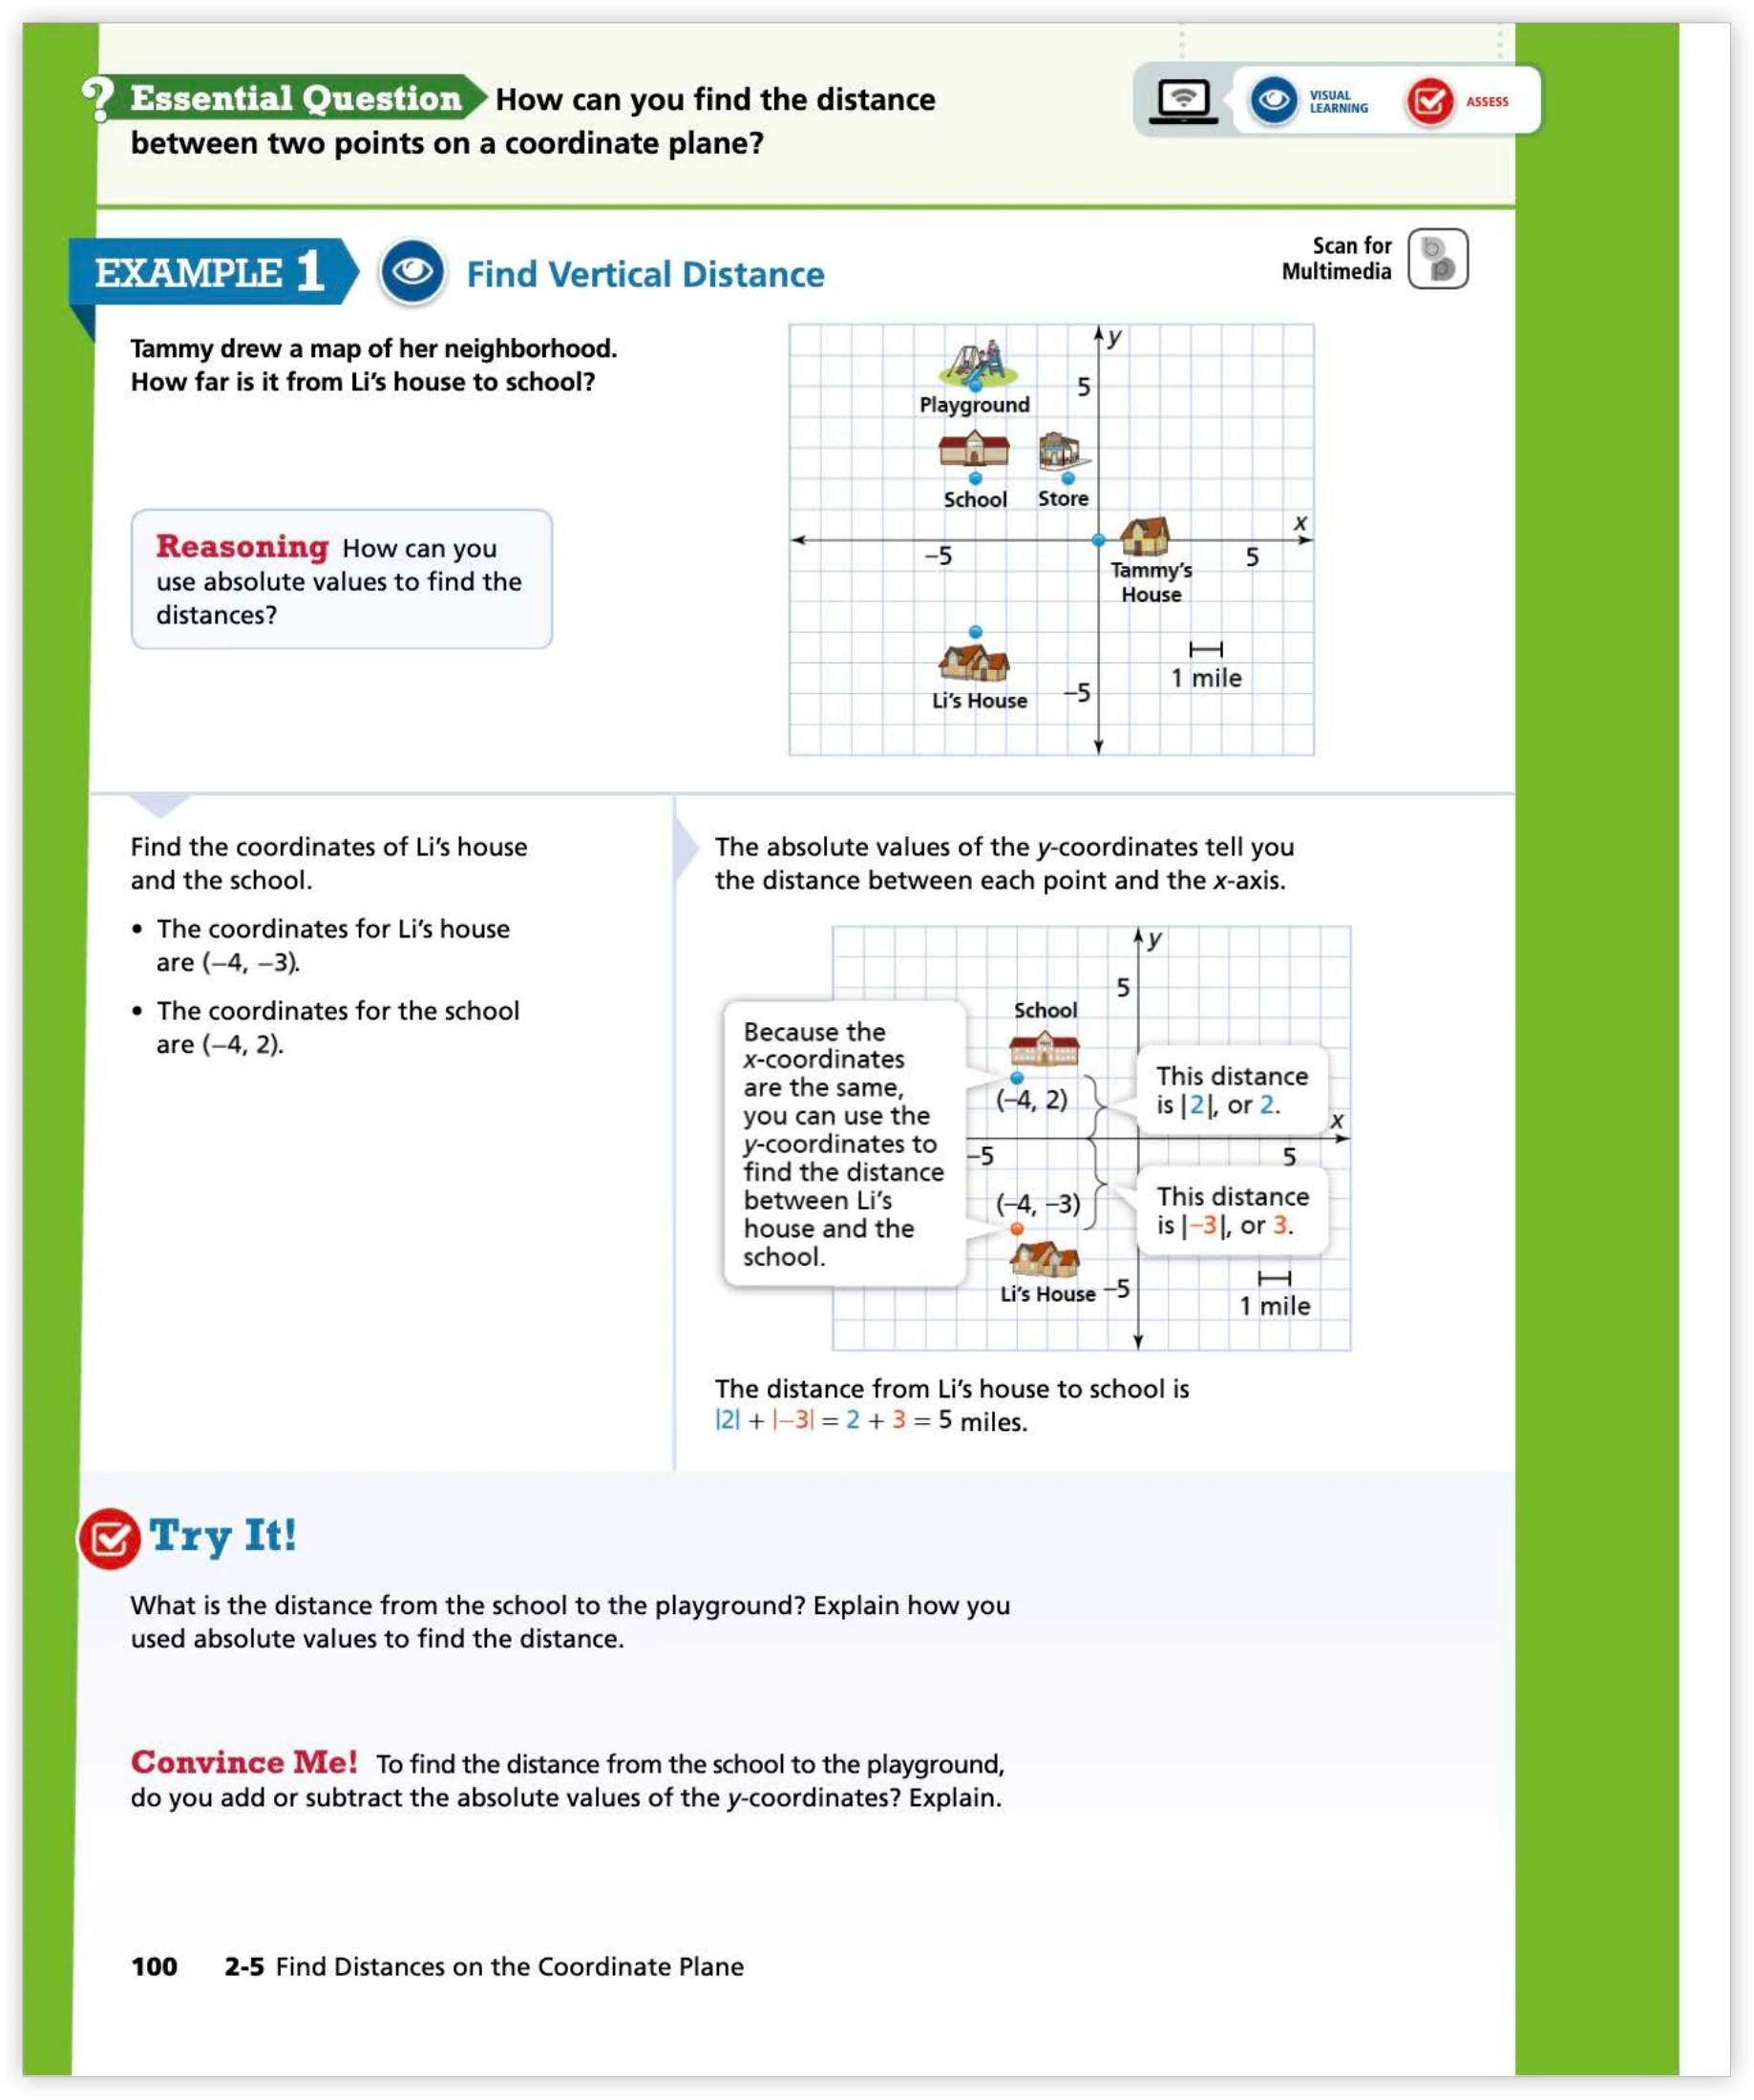 ? Essential Question How can you find the distance
between two points on a coordinate plane?
VISUAL
LEARNING
ASSESS
EXAMPLE 1 Find Vertical Distance
Scan for
Multimedia
Tammy drew a map of her neighborhood.
How far is it from Li's house to school?
Reasoning How can you
use absolute values to find the
distances?
y
5
Playground
School Store
x
–5
5
Tammy's
House
1 mile
Li's House
–5
Find the coordinates of Li's house
and the school.
• The coordinates for Li's house
are (–4, –3).
• The coordinates for the school
are (–4, 2).
The absolute values of the y-coordinates tell you
the distance between each point and the x-axis.
y
5
School
Because the
x-coordinates
are the same,
you can use the
y-coordinates to
find the distance
between Li's
house and the
school.
(–4, 2)
This distance
is |2|, or 2.
x
–5
5
(–4, –3)
This distance
is |–3|, or 3.
Li's House
–5
1 mile
The distance from Li's house to school is
|2| + |–3| = 2 + 3 = 5 miles.
Try It!
What is the distance from the school to the playground? Explain how you
used absolute values to find the distance.
Convince Me! To find the distance from the school to the playground,
do you add or subtract the absolute values of the y-coordinates? Explain.
100 2-5 Find Distances on the Coordinate Plane